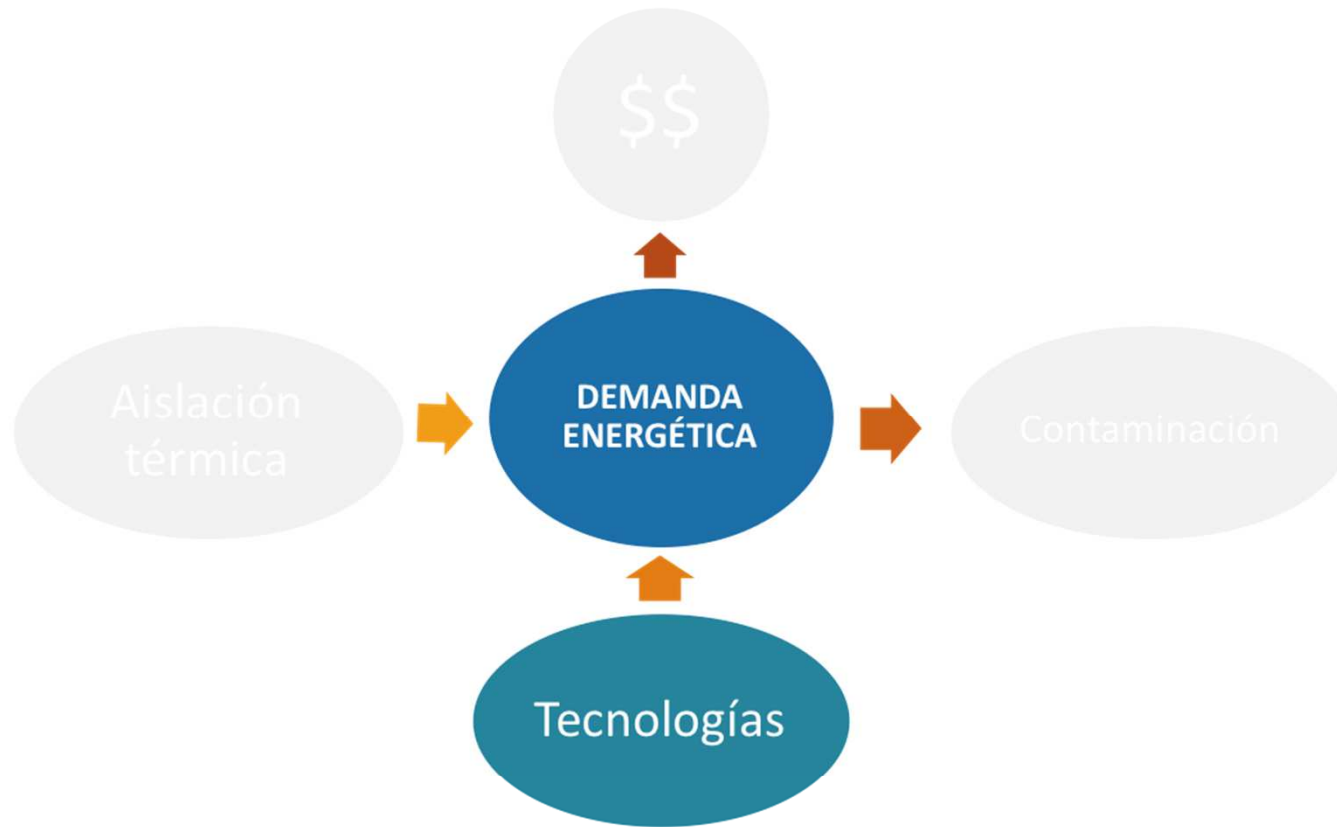 $$
Aislación
térmica
DEMANDA
ENERGÉTICA
Contaminación
Tecnologías